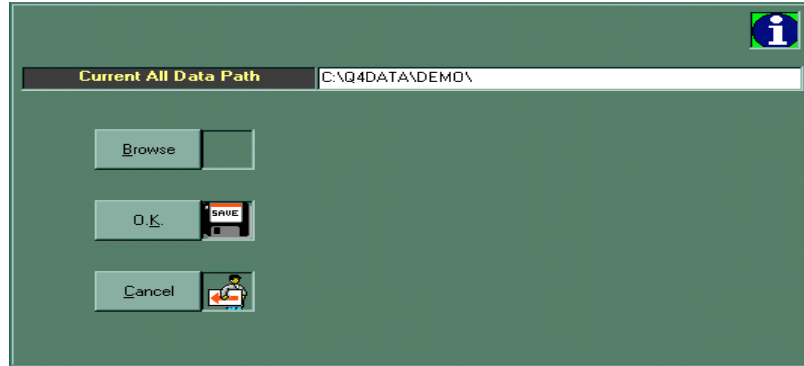 i
Current All Data Path C:\Q4DATA\DEMO\
Browse
O.K. SAVE
Cancel